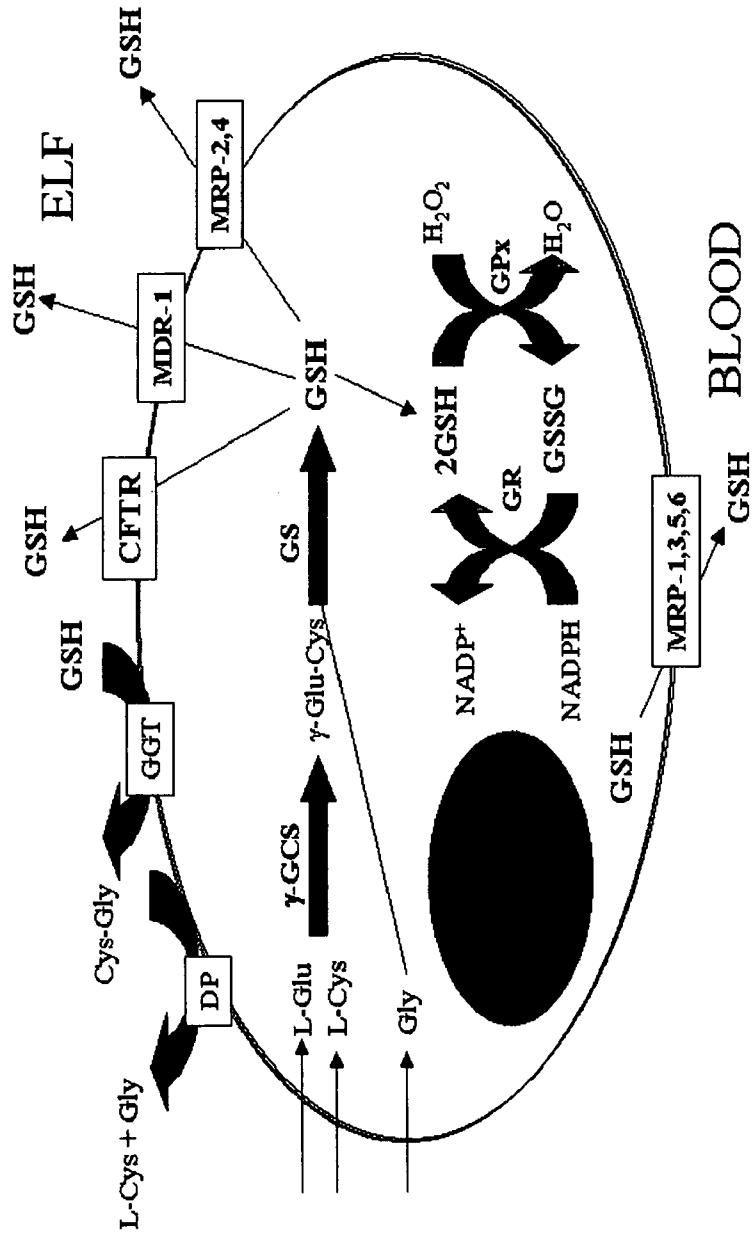 ELF
GSH
GSH
GSH
GSH
MRP-2,4
MDR-1
CFTR
GGT
Cys-Gly
DP
L-Cys + Gly
L-Glu
L-Cys
γ-GCS
γ-Glu-Cys
GS
GSH
Gly
NADP⁺
2GSH
H₂O₂
GR
GPx
NADPH
GSSG
H₂O
GSH
MRP-1,3,5,6
GSH
BLOOD